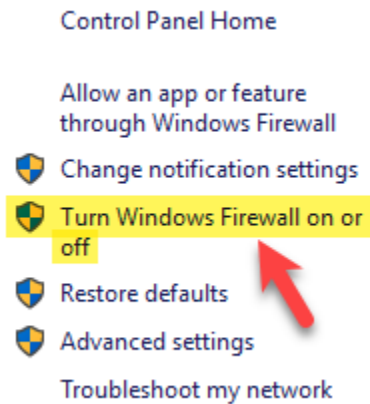 Control Panel Home
Allow an app or feature
through Windows Firewall
Change notification settings
Turn Windows Firewall on or
off
Restore defaults
Advanced settings
Troubleshoot my network